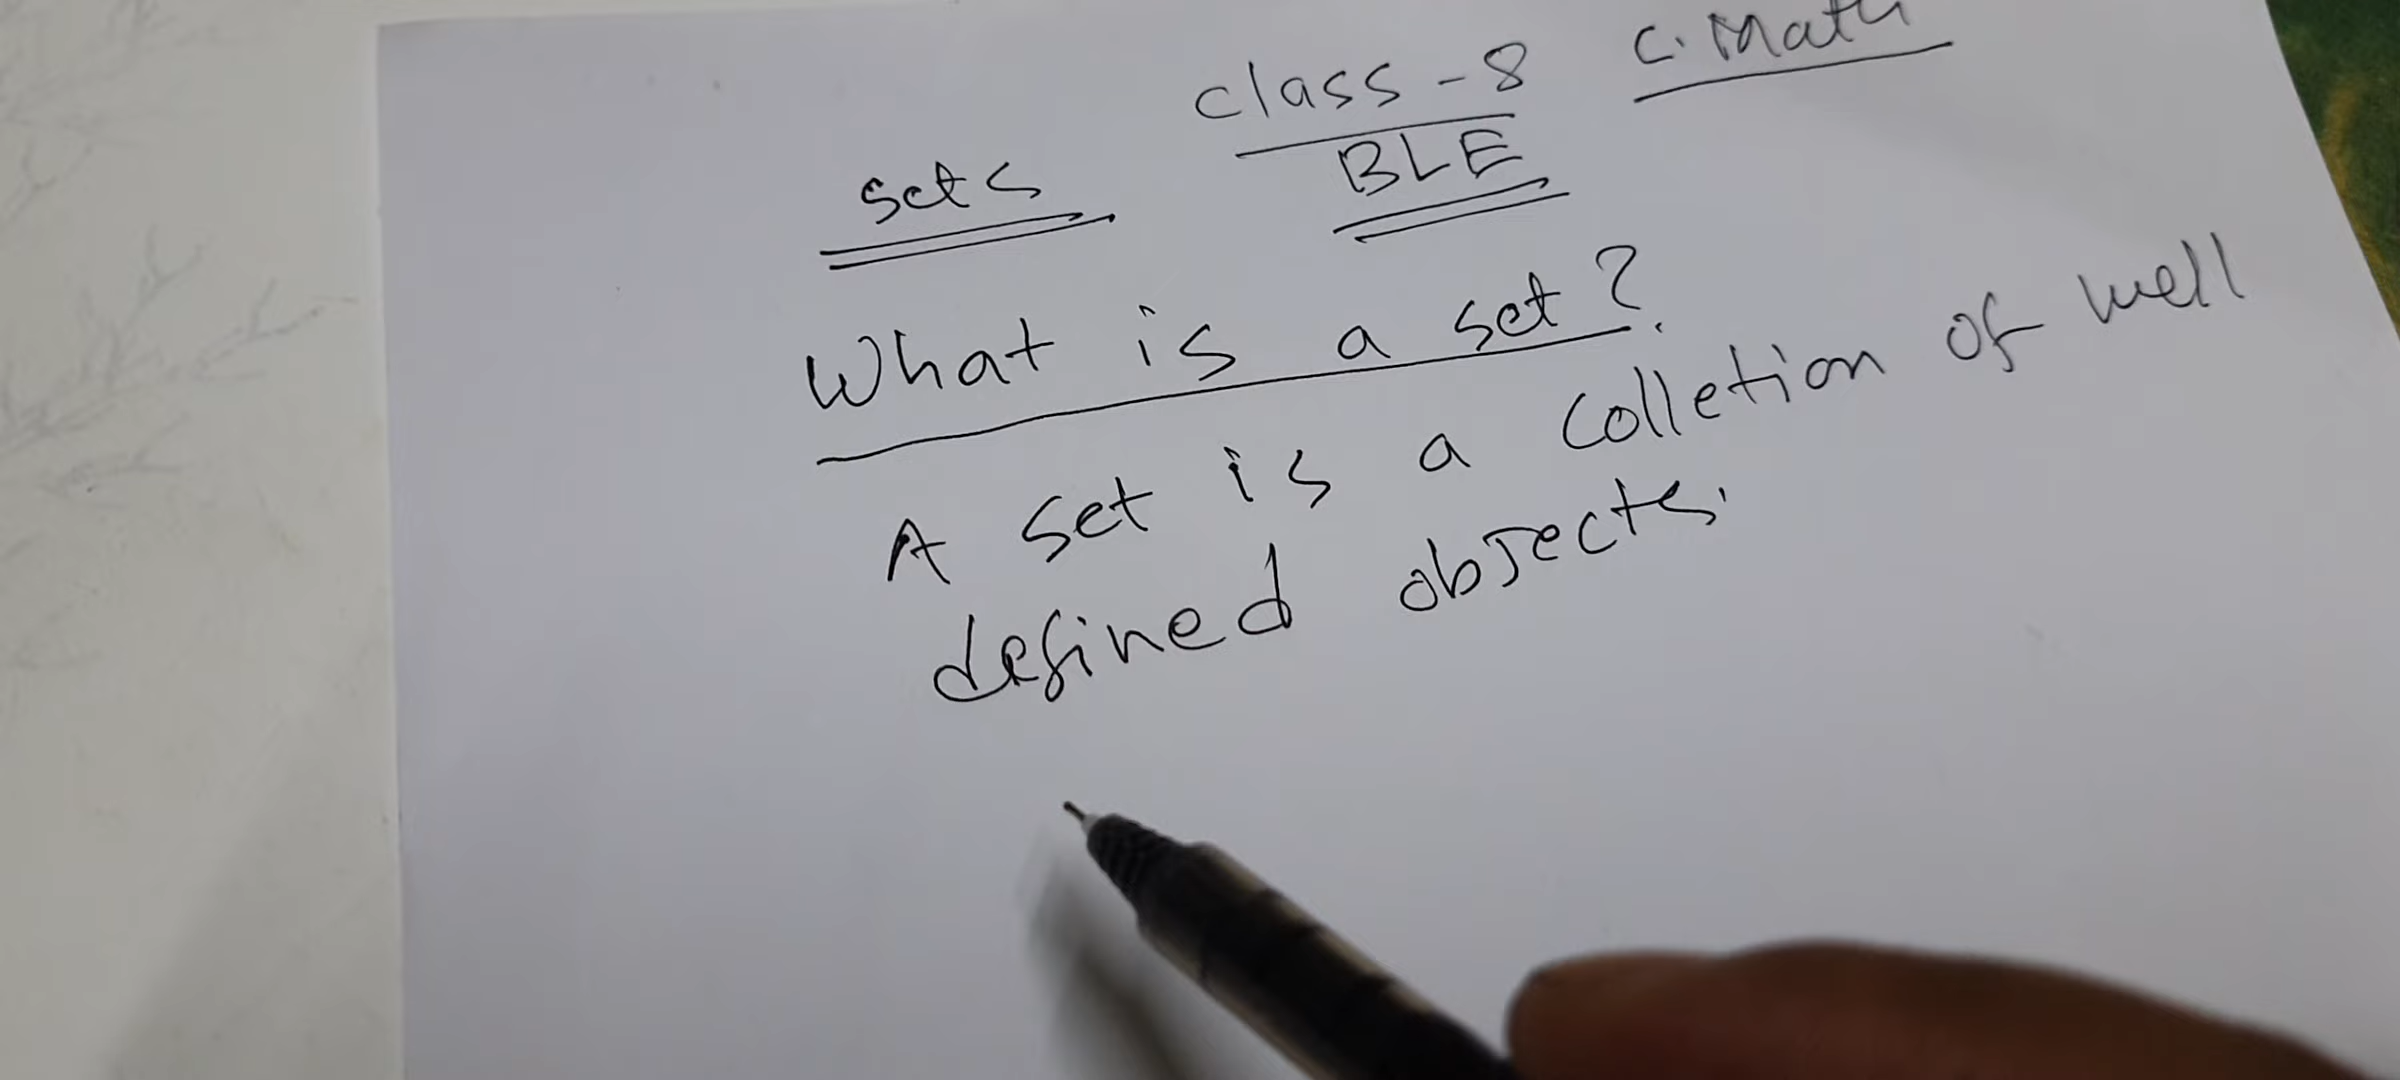 class-8 C. Math
sets BLE
What is a set?
A set is a colletion of well
defined objects.